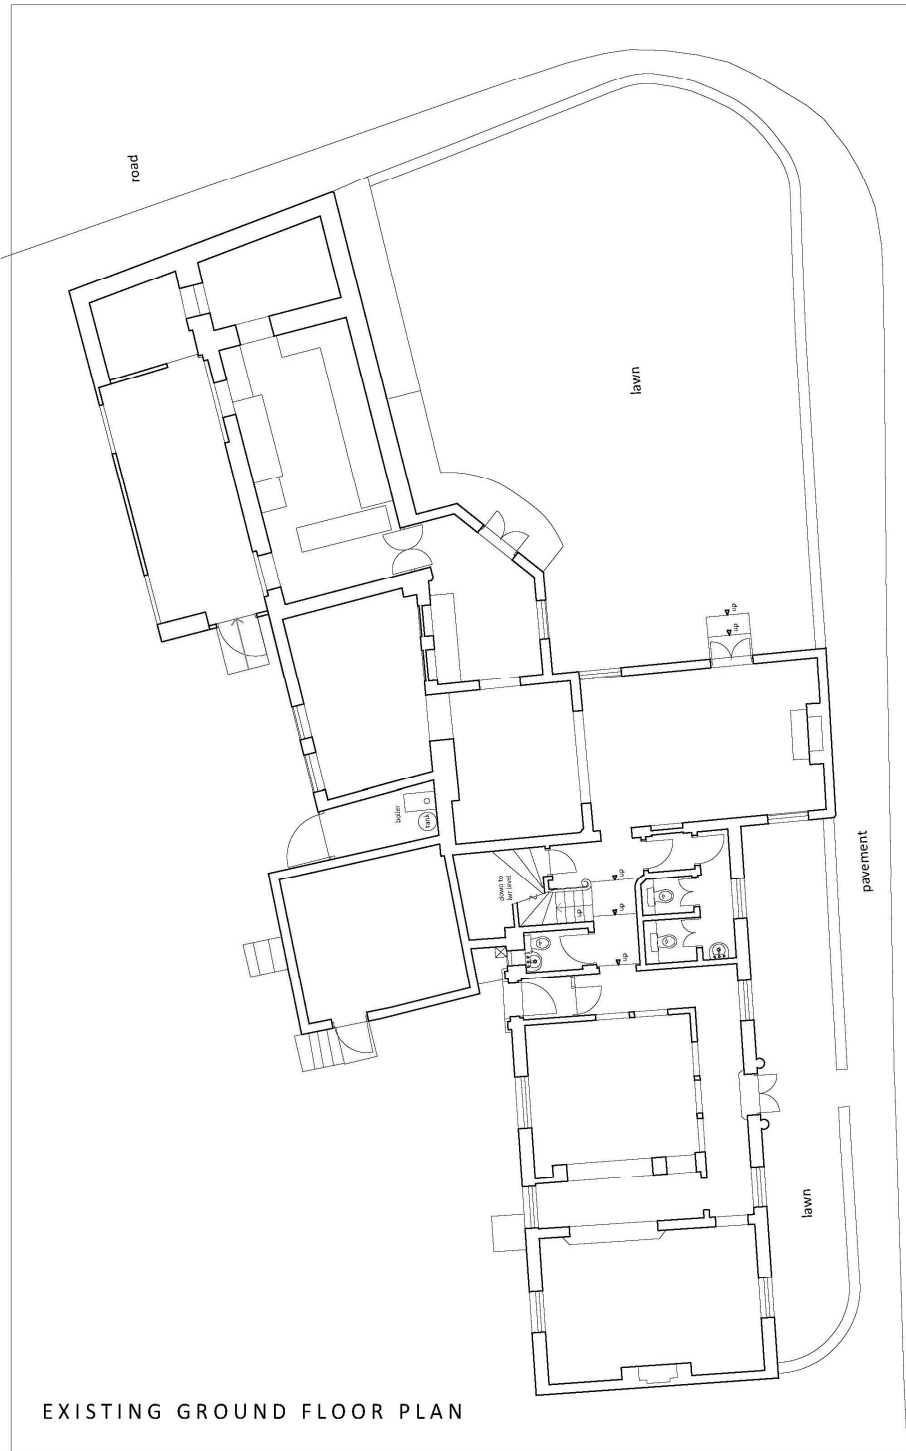 road
lawn
up
up
boiler
tank
down to
lwr level
up
up
up
up
pavement
lawn
EXISTING GROUND FLOOR PLAN